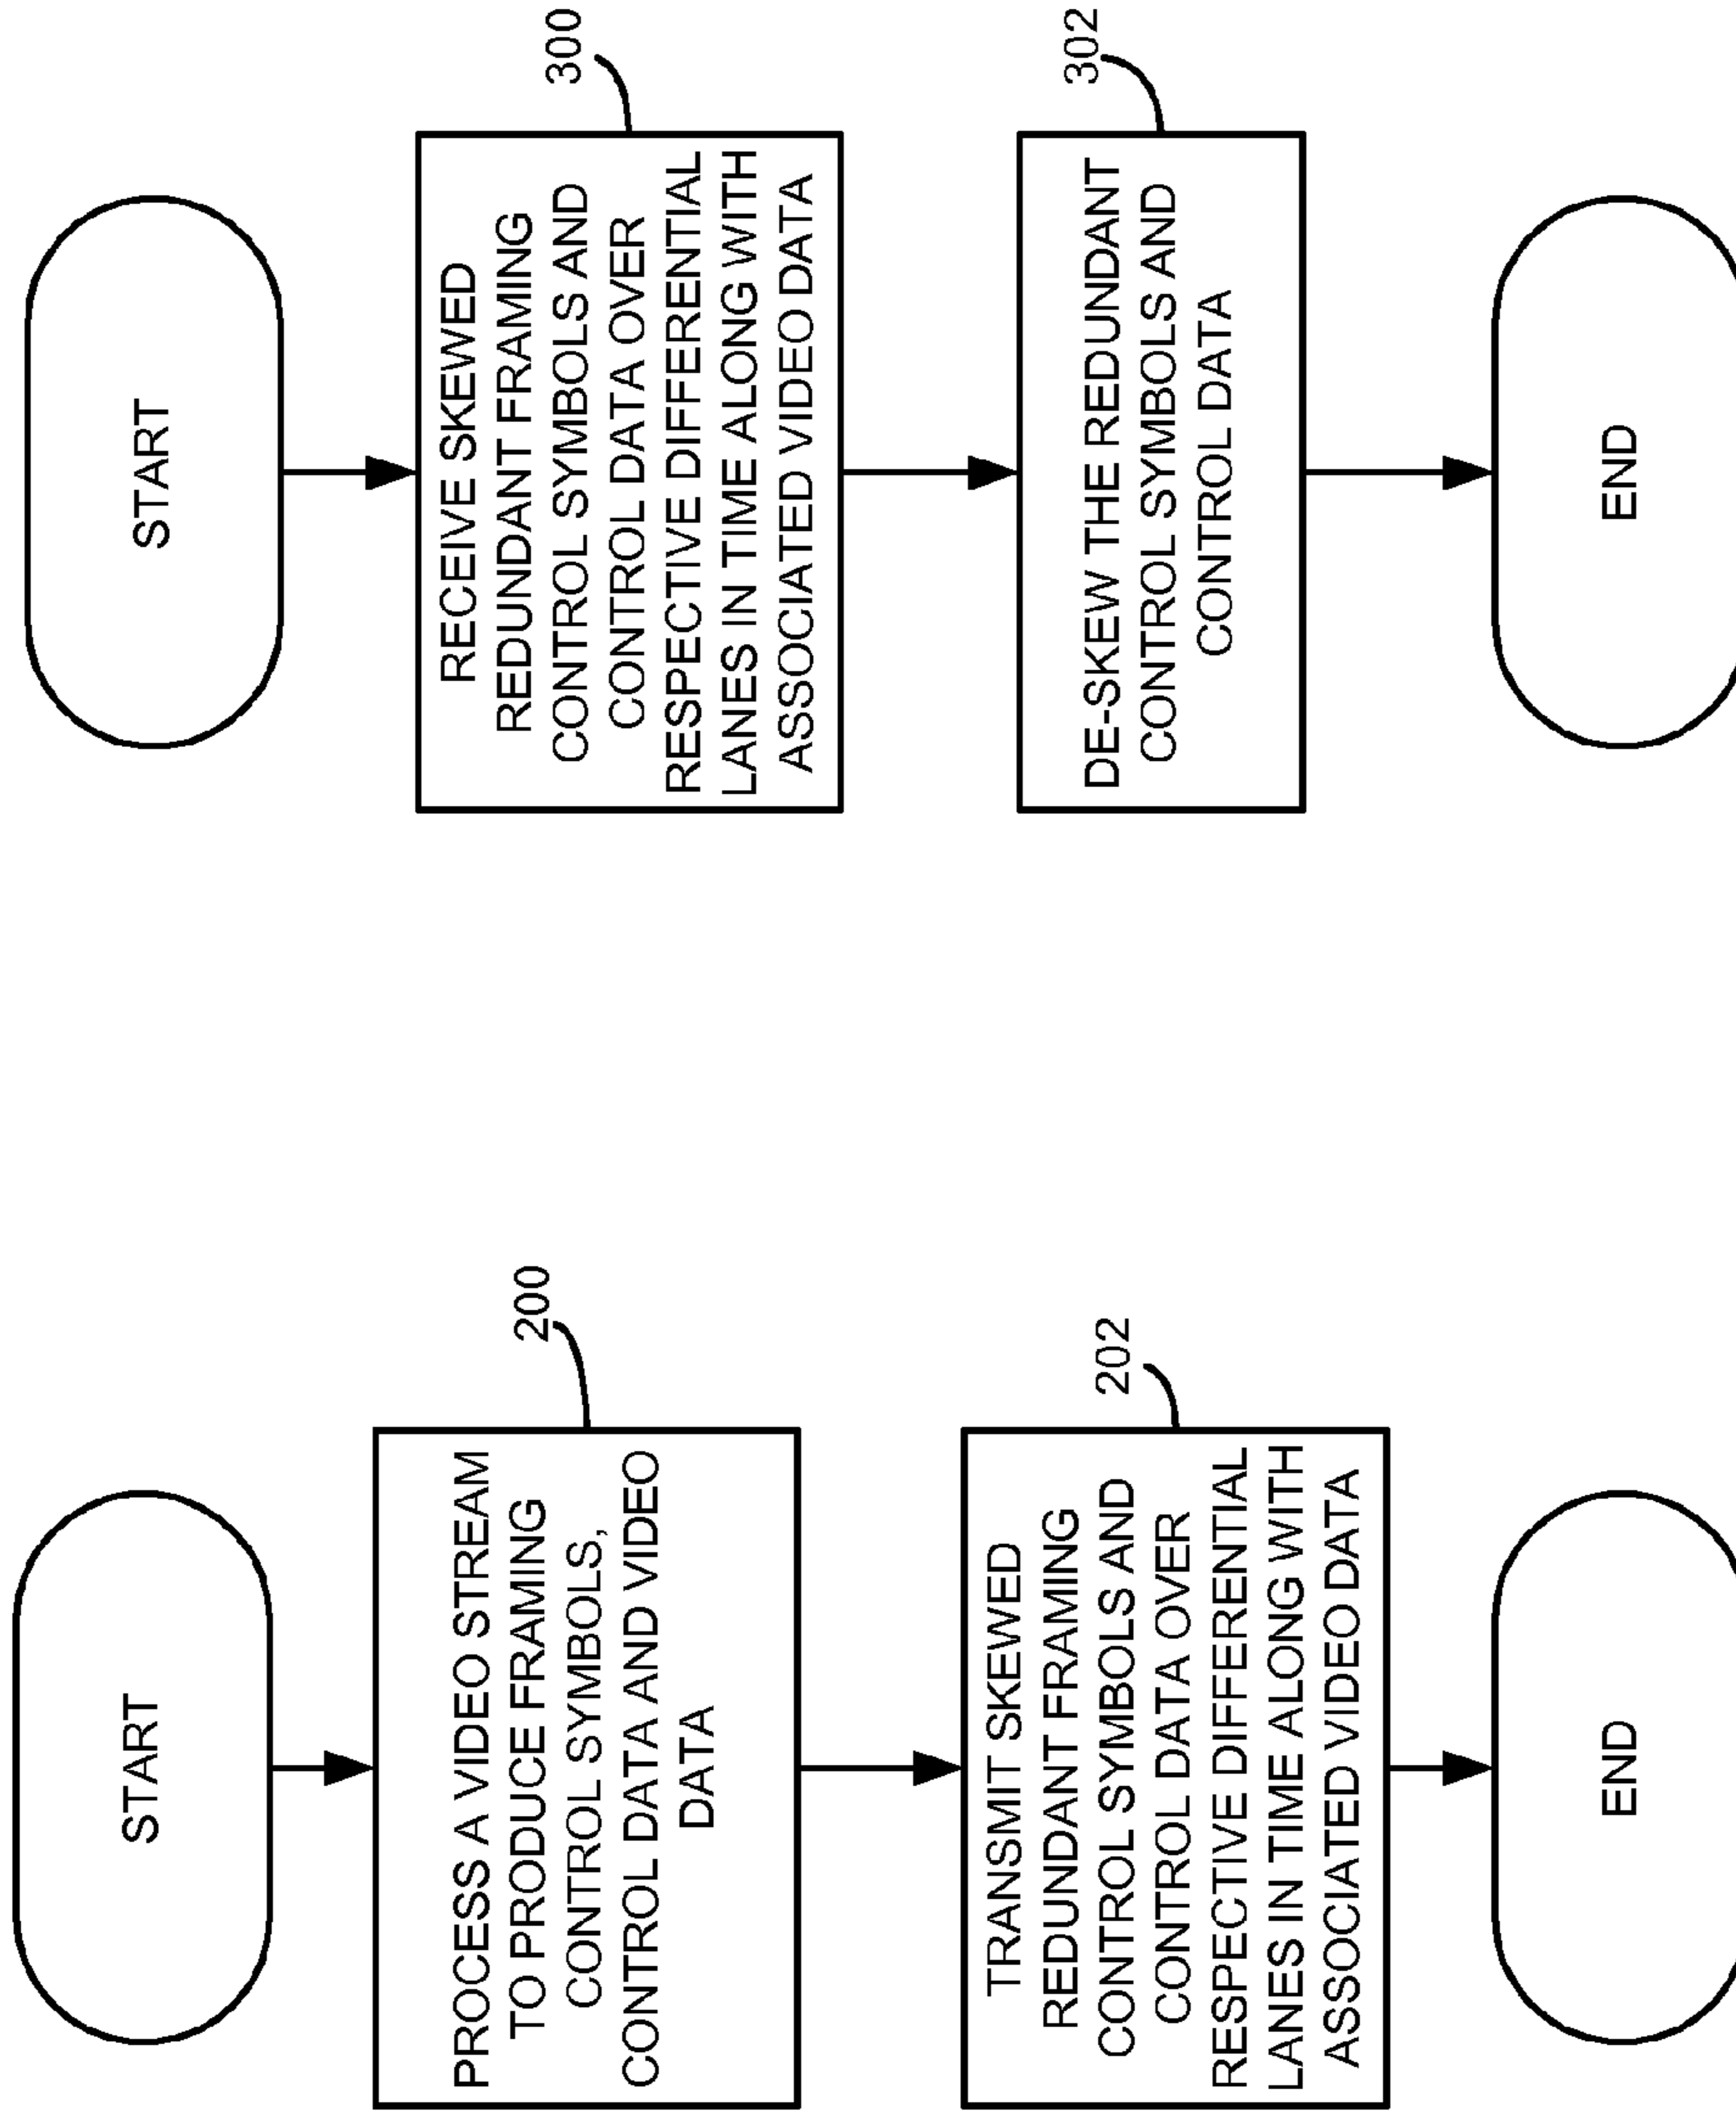 START
PROCESS A VIDEO STREAM
TO PRODUCE FRAMING
CONTROL SYMBOLS,
CONTROL DATA AND VIDEO
DATA
200
TRANSMIT SKEWED
REDUNDANT FRAMING
CONTROL SYMBOLS AND
CONTROL DATA OVER
RESPECTIVE DIFFERENTIAL
LANES IN TIME ALONG WITH
ASSOCIATED VIDEO DATA
202
END
START
RECEIVE SKEWED
REDUNDANT FRAMING
CONTROL SYMBOLS AND
CONTROL DATA OVER
RESPECTIVE DIFFERENTIAL
LANES IN TIME ALONG WITH
ASSOCIATED VIDEO DATA
300
DE-SKEW THE REDUNDANT
CONTROL SYMBOLS AND
CONTROL DATA
302
END